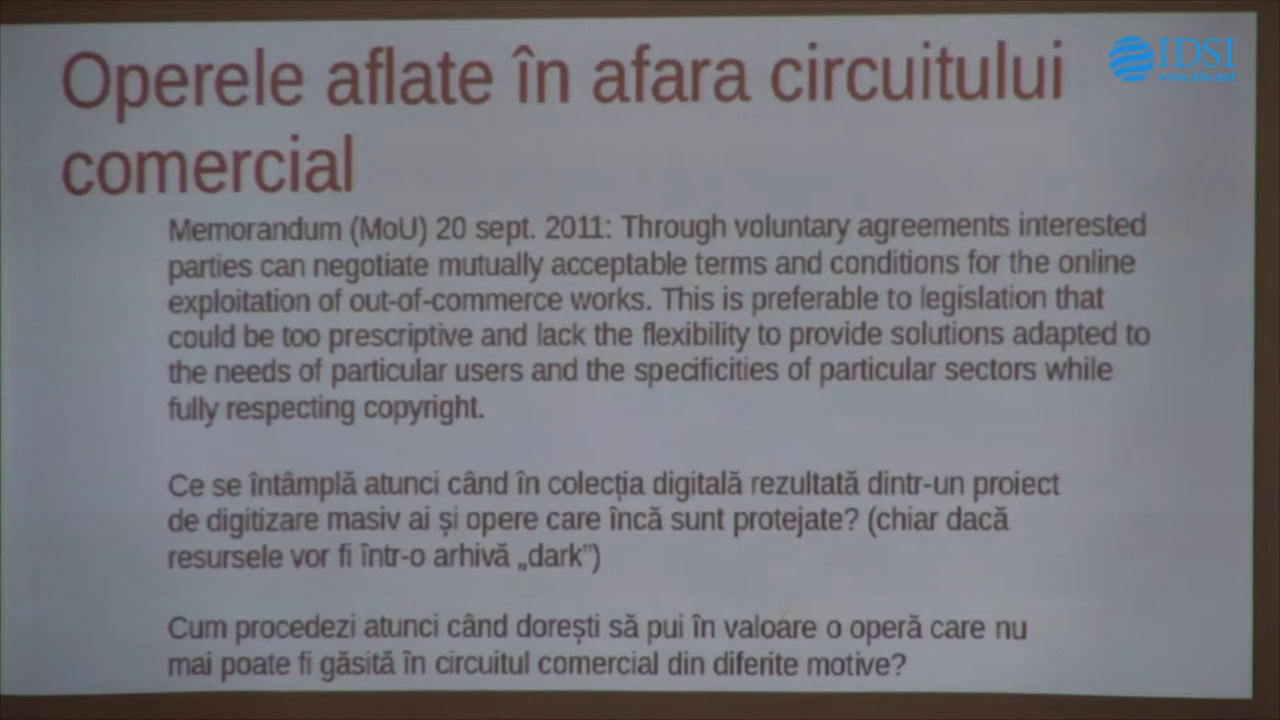 Operele aflate în afara circuitului
comercial
IDSI
Memorandum (MoU) 20 sept. 2011: Through voluntary agreements interested
parties can negotiate mutually acceptable terms and conditions for the online
exploitation of out-of-commerce works. This is preferable to legislation that
could be too prescriptive and lack the flexibility to provide solutions adapted to
the needs of particular users and the specificities of particular sectors while
fully respecting copyright.
Ce se întâmplă atunci când în colecția digitală rezultată dintr-un proiect
de digitizare masiv ai și opere care încă sunt protejate? (chiar dacă
resursele vor fi într-o arhivă „dark”)
Cum procedezi atunci când dorești să pui în valoare o operă care nu
mai poate fi găsită în circuitul comercial din diferite motive?